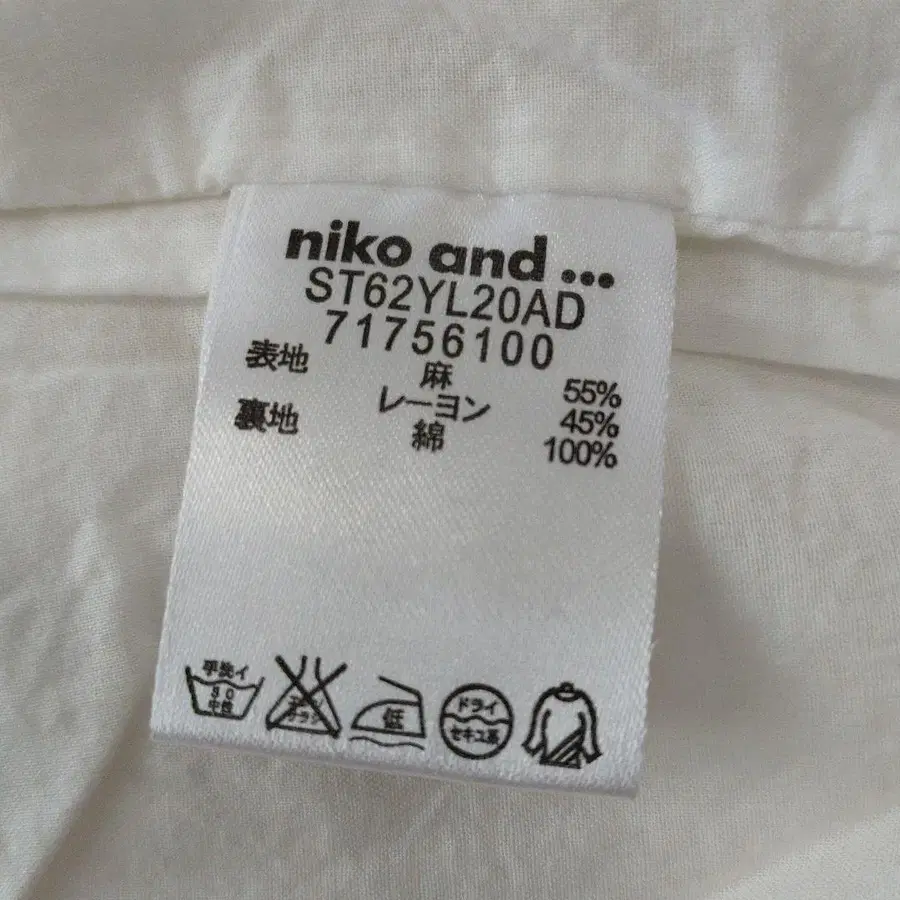 niko and ...
ST62YL20AD
71756100
表地 麻 55%
レーヨン 45%
裏地 綿 100%
手洗イ
30
中性
低
ドライ
セキユ系